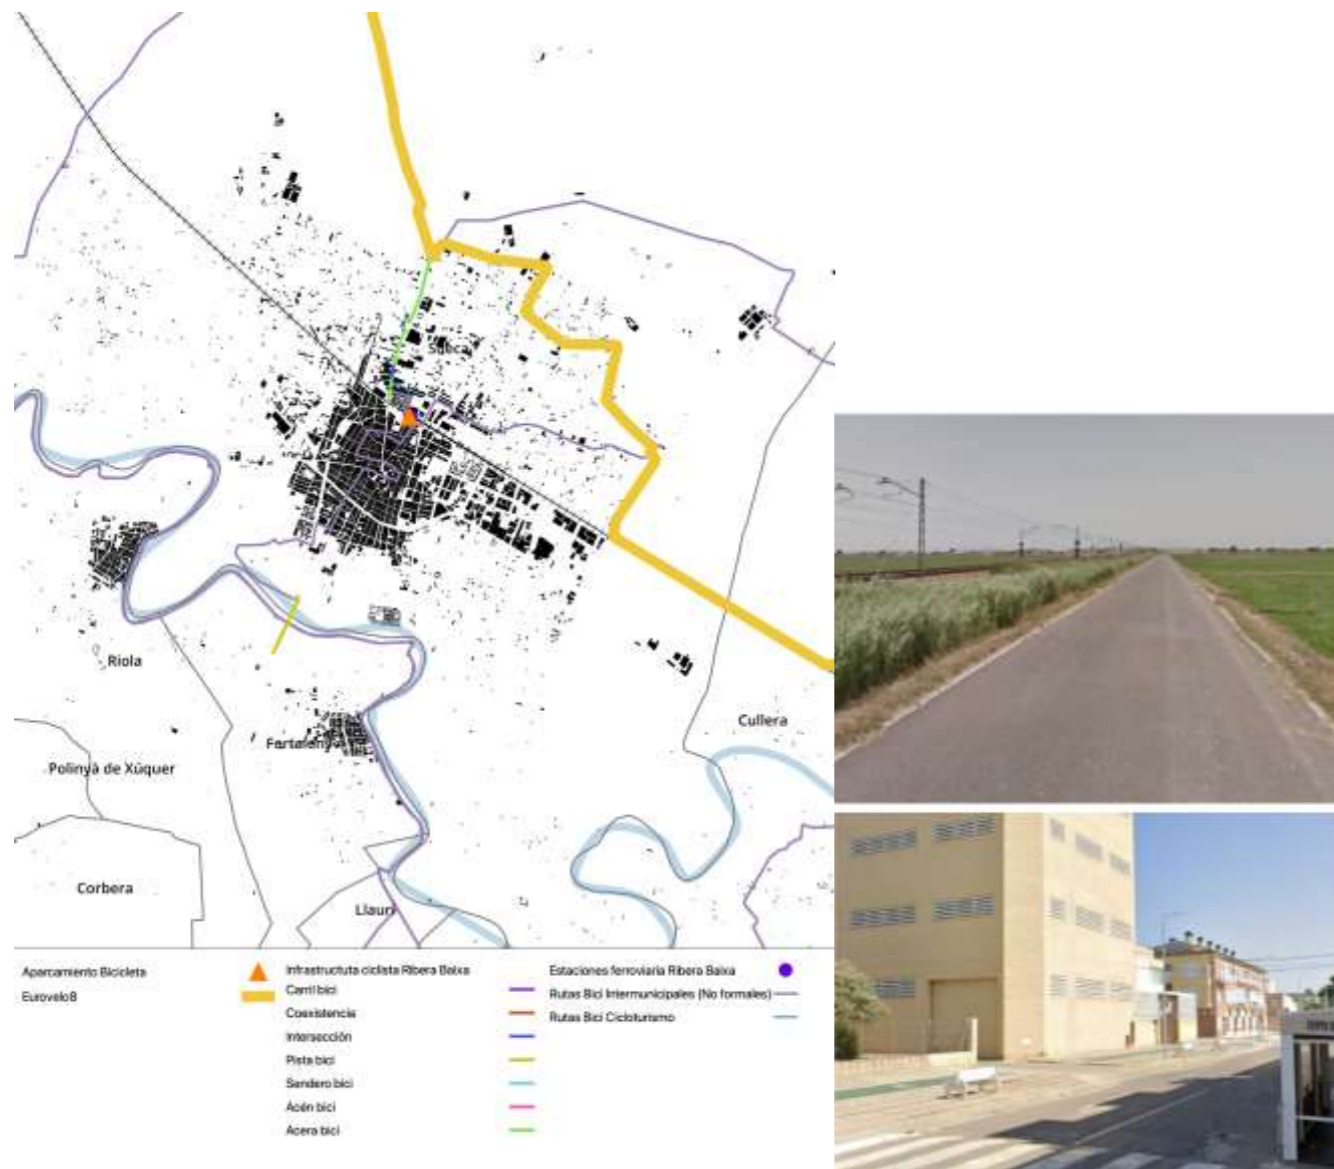 Sueca
Riola
Fortaleny
Cullera
Polinyà de Xúquer
Corbera
Llaurí
Aparcamiento Bicicleta
Eurovelo8
Infrastructuta ciclista Ribera Baixa
Carril bici
Coexistencia
Intersección
Pista bici
Sendero bici
Acén bici
Acera bici
Estaciones ferroviaria Ribera Baixa
Rutas Bici Intermunicipales (No formales)
Rutas Bici Cicloturismo